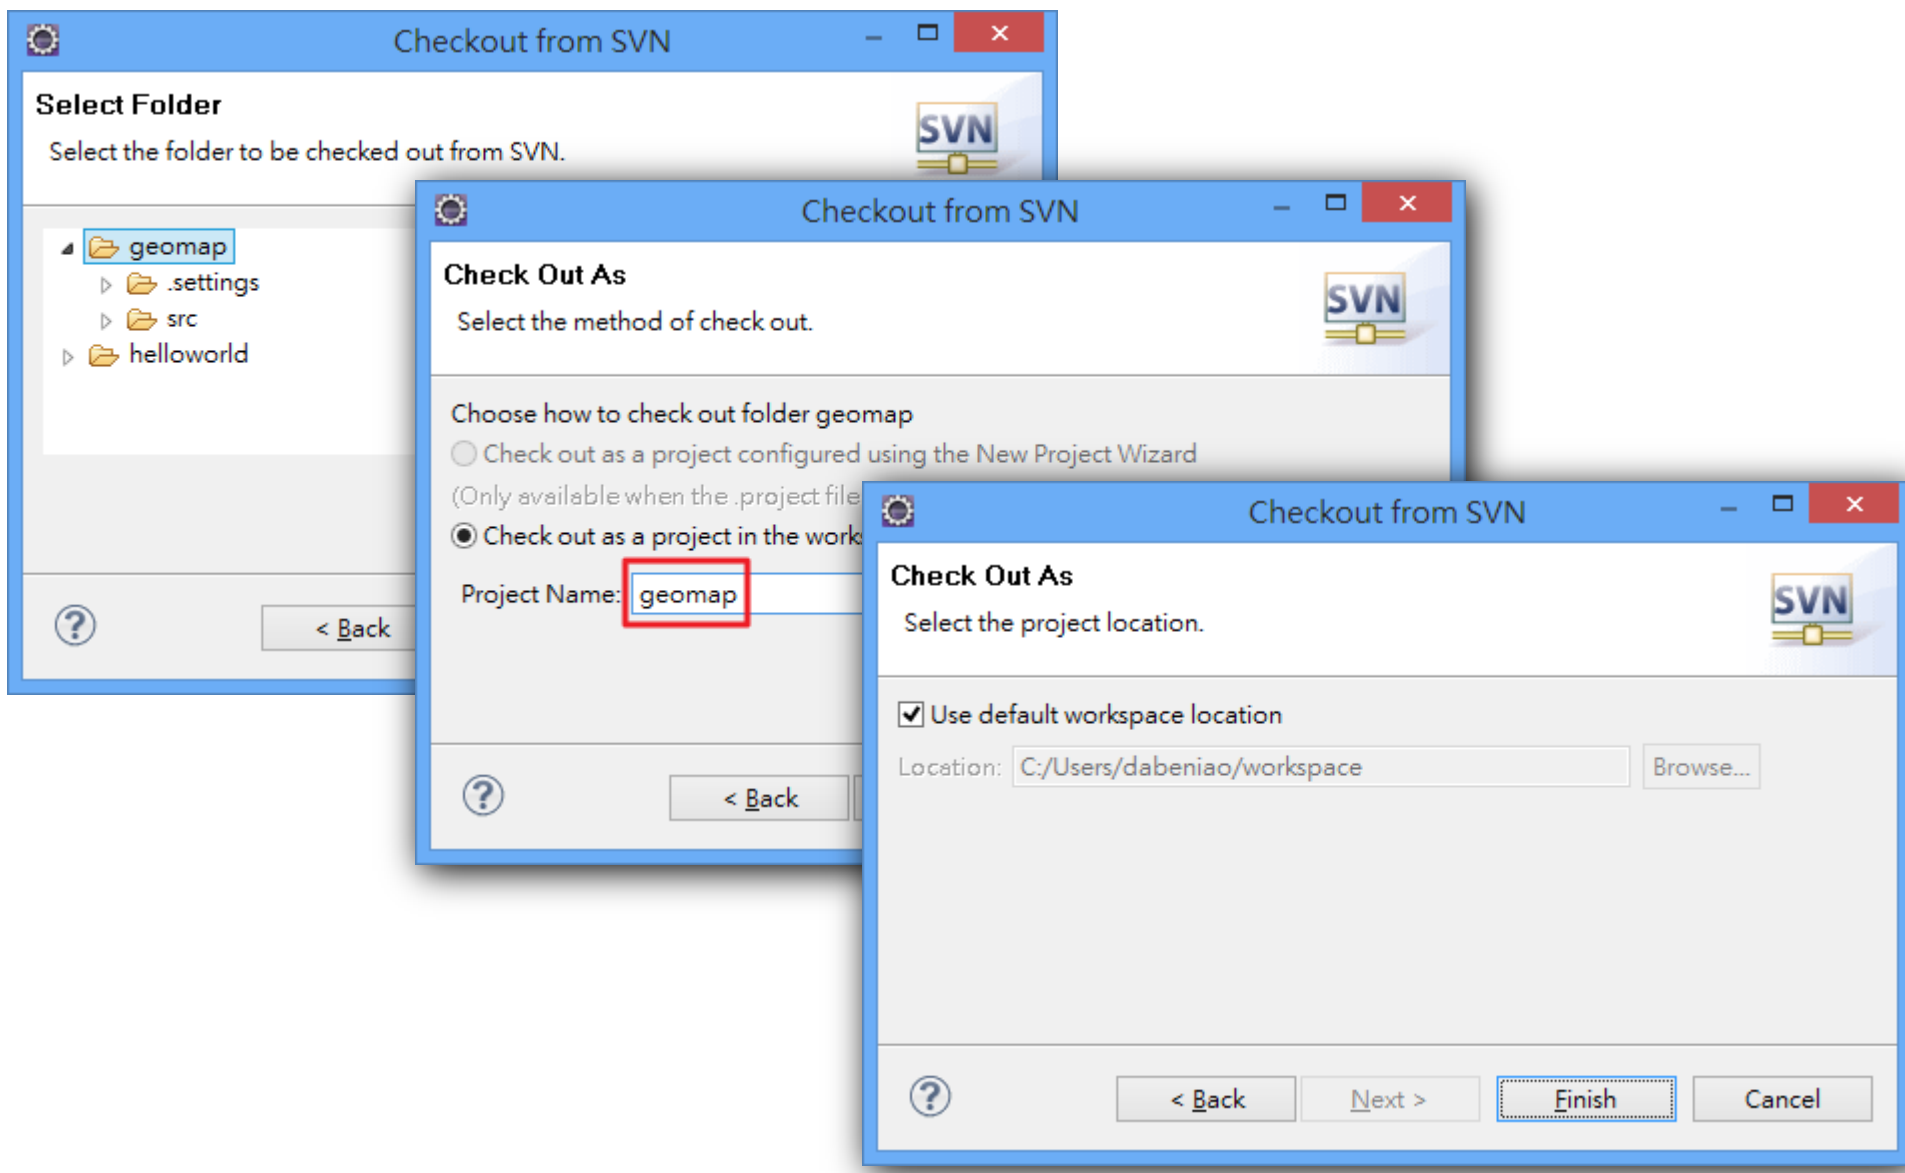 Checkout from SVN
Select Folder
Select the folder to be checked out from SVN.
SVN
geomap
.settings
src
helloworld
< Back
Checkout from SVN
Check Out As
Select the method of check out.
SVN
Choose how to check out folder geomap
Check out as a project configured using the New Project Wizard
(Only available when the .project file
Check out as a project in the work
Project Name: geomap
< Back
Checkout from SVN
Check Out As
Select the project location.
SVN
Use default workspace location
Location: C:/Users/dabeniao/workspace Browse...
< Back Next > Finish Cancel